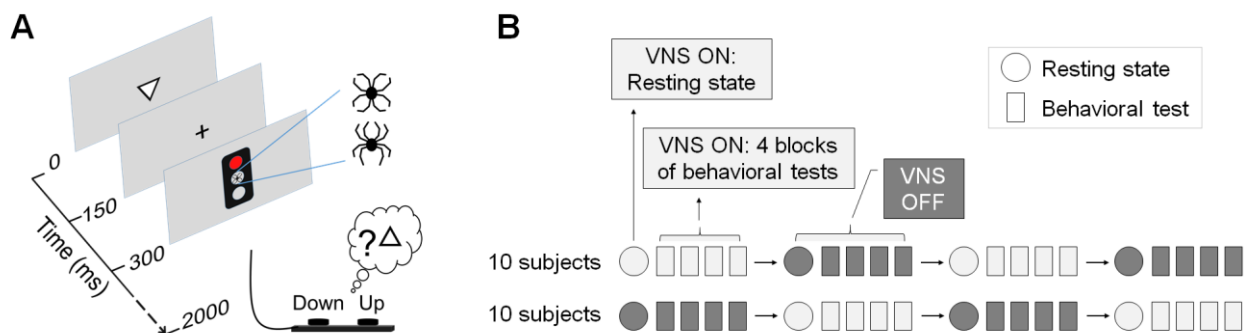 A
0
150
300
2000
Time (ms)
+
?
Down Up
B
VNS ON:
Resting state
VNS ON: 4 blocks
of behavioral tests
VNS
OFF
Resting state
Behavioral test
10 subjects
10 subjects